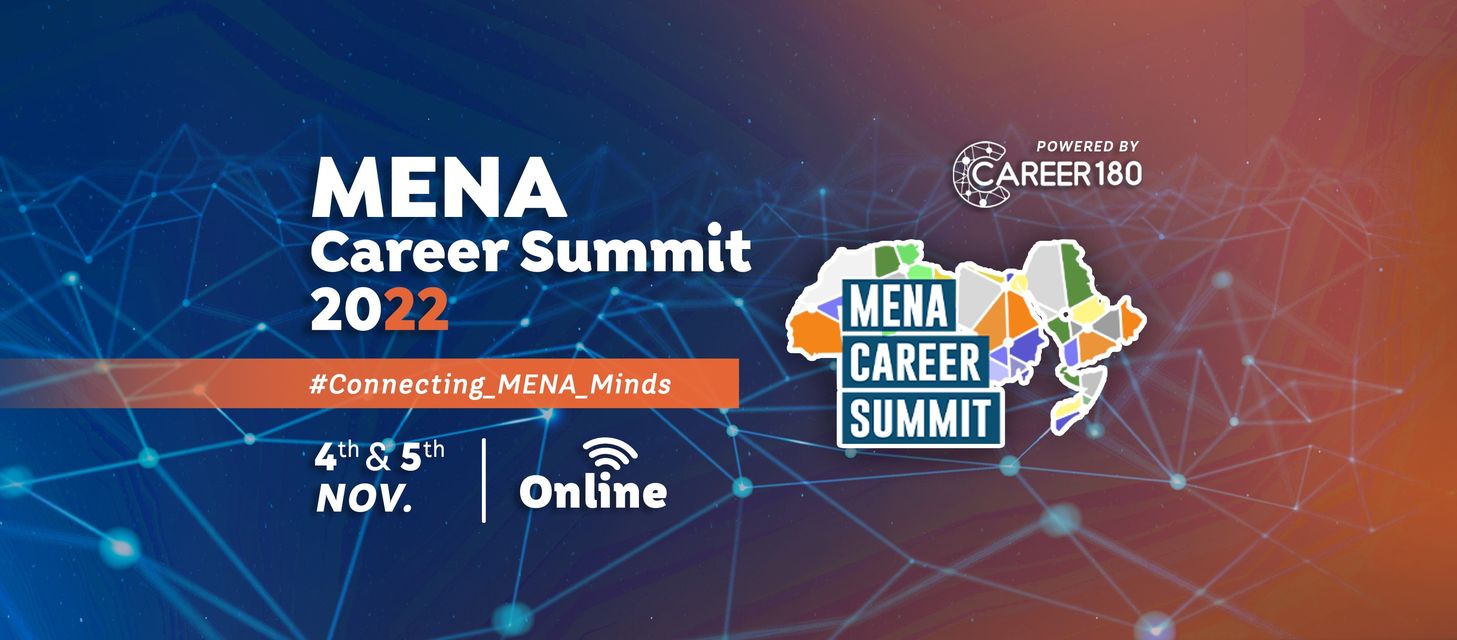 MENA
Career Summit
2022
#Connecting_MENA_Minds
4th & 5th
NOV.
Online
POWERED BY
CAREER180
MENA
CAREER
SUMMIT